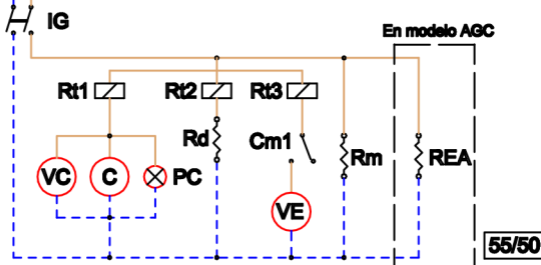 IG
En modelo AGC
Rt1 Rt2 Rt3
Rd Cm1 Rm REA
VC C PC
VE
55/50